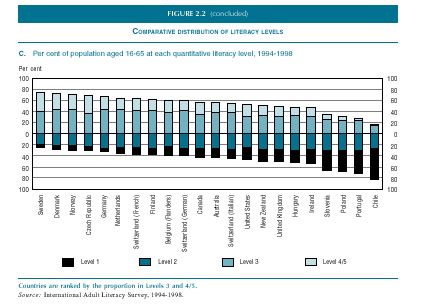 FIGURE 2.2 (concluded)
COMPARATIVE DISTRIBUTION OF LITERACY LEVELS
C. Per cent of population aged 16-65 at each quantitative literacy level, 1994-1998
Per cent
100 100
80 80
60 60
40 40
20 20
0 0
20 20
40 40
60 60
80 80
100 100
Sweden
Denmark
Norway
Czech Republic
Germany
Netherlands
Switzerland (French)
Finland
Belgium (Flanders)
Switzerland (German)
Canada
Australia
Switzerland (Italian)
United States
New Zealand
United Kingdom
Hungary
Ireland
Slovenia
Poland
Portugal
Chile
Level 1 Level 2 Level 3 Level 4/5
Countries are ranked by the proportion in Levels 3 and 4/5.
Source: International Adult Literacy Survey, 1994-1998.